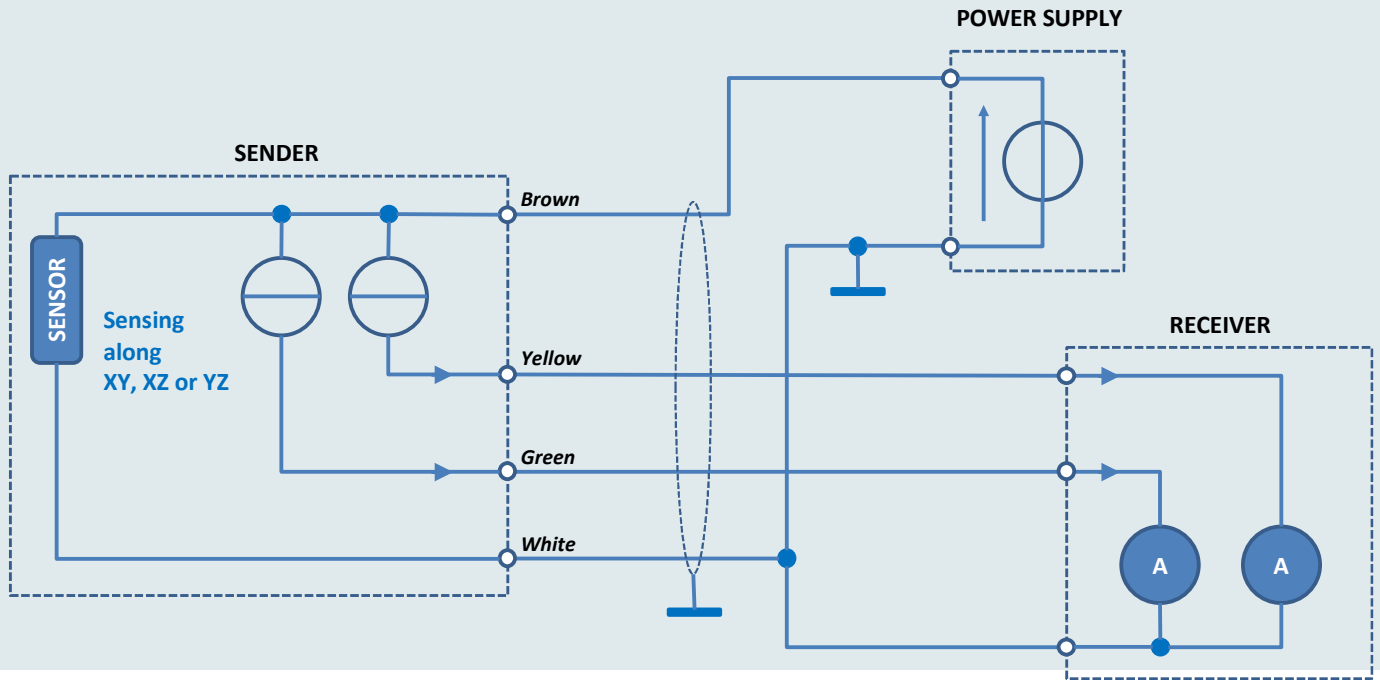 POWER SUPPLY
SENDER
Brown
SENSOR
Sensing
along
XY, XZ or YZ
RECEIVER
Yellow
Green
White
A
A